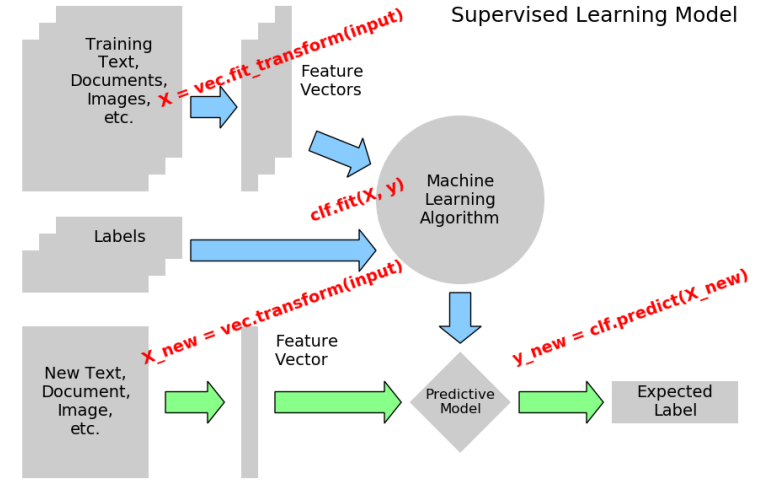 Supervised Learning Model
Training
Text,
Documents,
Images,
etc.
X = vec.fit_transform(input)
Feature
Vectors
Machine
Learning
Algorithm
clf.fit(X, y)
Labels
X_new = vec.transform(input)
y_new = clf.predict(X_new)
New Text,
Document,
Image,
etc.
Feature
Vector
Predictive
Model
Expected
Label